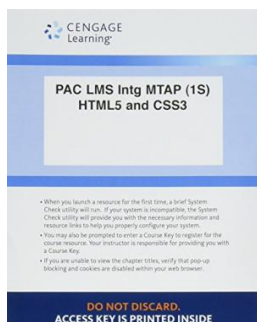 CENGAGE
Learning®
PAC LMS Intg MTAP (1S)
HTML5 and CSS3
• When you launch a resource for the first time, a brief System
Check utility will run. If your system is incompatible, the System
Check utility will provide you with the necessary information and
resource links to help you properly configure your system.
• You may also be prompted to enter a Course Key to register for the
course resource. Your instructor is responsible for providing you with
a Course Key.
• If you are unable to view the chapter titles, verify that pop-up
blocking and cookies are disabled within your web browser.
DO NOT DISCARD.
ACCESS KEY IS PRINTED INSIDE